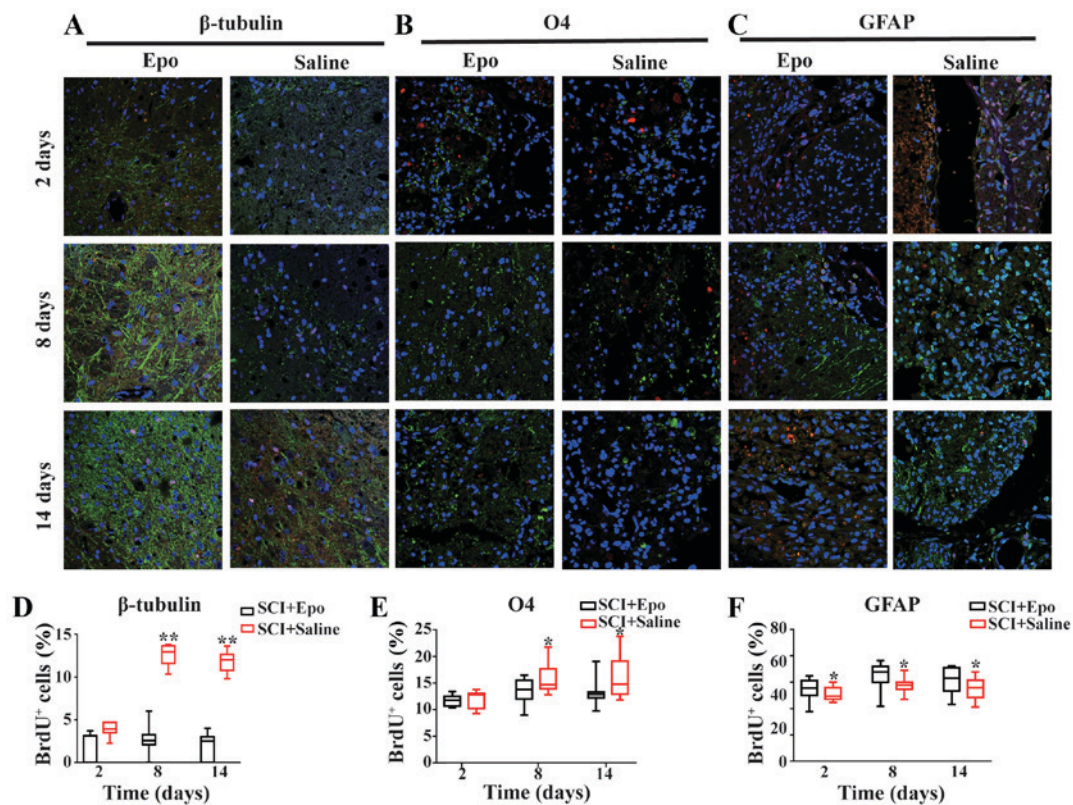 A β-tubulin B O4 C GFAP
Epo Saline Epo Saline Epo Saline
2 days
8 days
14 days
D β-tubulin
SCI+Epo
SCI+Saline
BrdU⁺ cells (%)
15
10
5
0
** **
2 8 14
Time (days)
E O4
SCI+Epo
SCI+Saline
BrdU⁺ cells (%)
25
20
15
10
5
0
* *
2 8 14
Time (days)
F GFAP
SCI+Epo
SCI+Saline
BrdU⁺ cells (%)
80
60
40
20
0
* * *
2 8 14
Time (days)